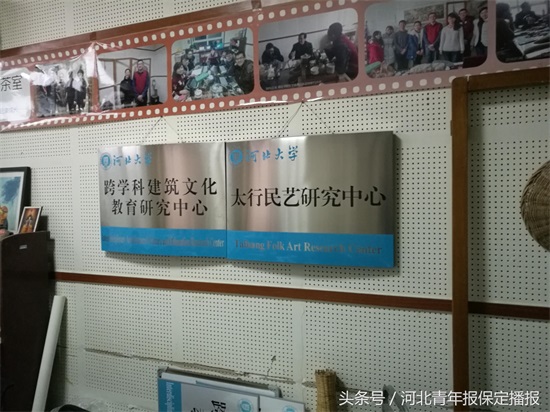 茶室
河北大学
跨学科建筑文化
教育研究中心
河北大学
太行民艺研究中心
Taihang Folk Art Research Center
头条号／河北青年报保定播报